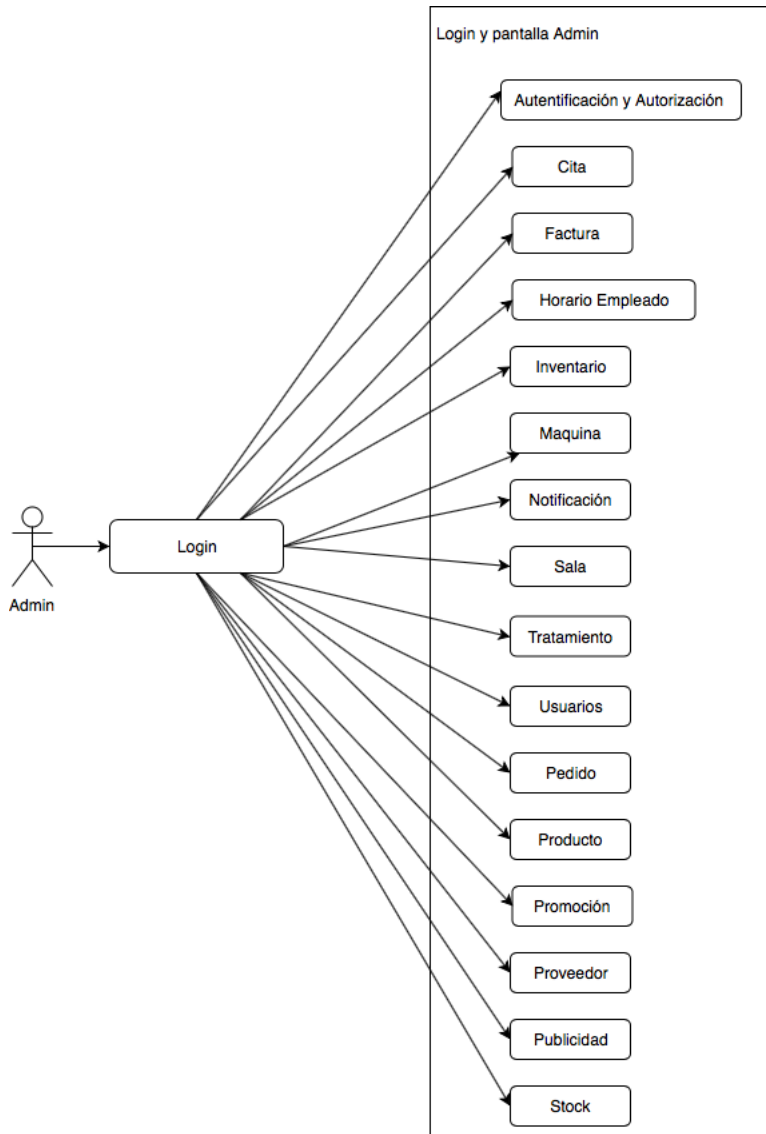 Login y pantalla Admin
Autentificación y Autorización
Cita
Factura
Horario Empleado
Inventario
Maquina
Notificación
Login
Sala
Admin
Tratamiento
Usuarios
Pedido
Producto
Promoción
Proveedor
Publicidad
Stock